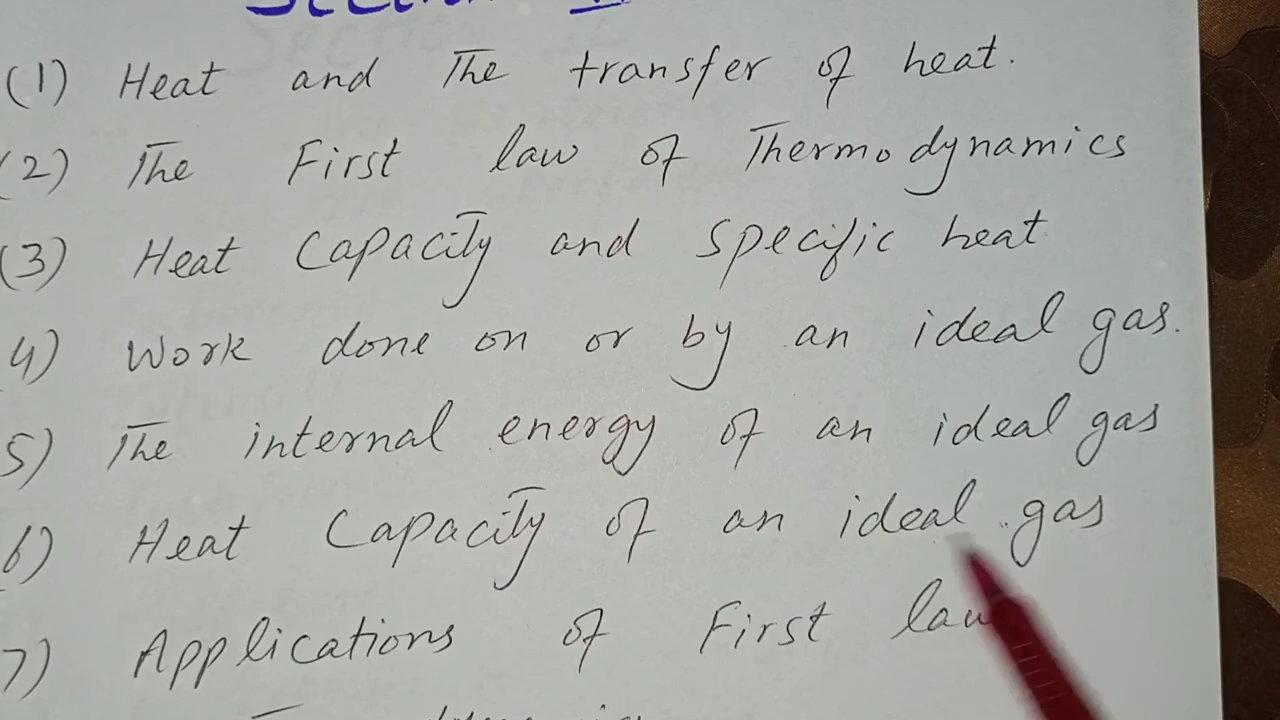 (1) Heat and The transfer of heat.
(2) The First law of Thermodynamics
(3) Heat Capacity and Specific heat
4) Work done on or by an ideal gas.
5) The internal energy of an ideal gas
6) Heat Capacity of an ideal gas
7) Applications of First law